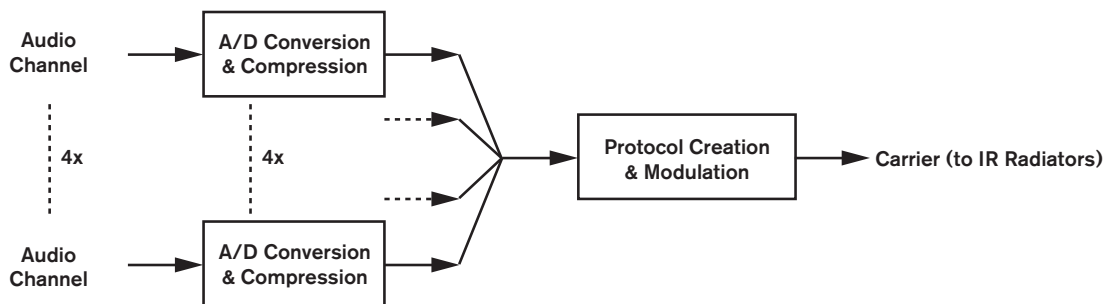 Audio
Channel
A/D Conversion
& Compression
4x
4x
Protocol Creation
& Modulation
Carrier (to IR Radiators)
Audio
Channel
A/D Conversion
& Compression